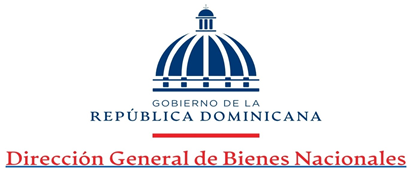 GOBIERNO DE LA
REPÚBLICA DOMINICANA
Dirección General de Bienes Nacionales